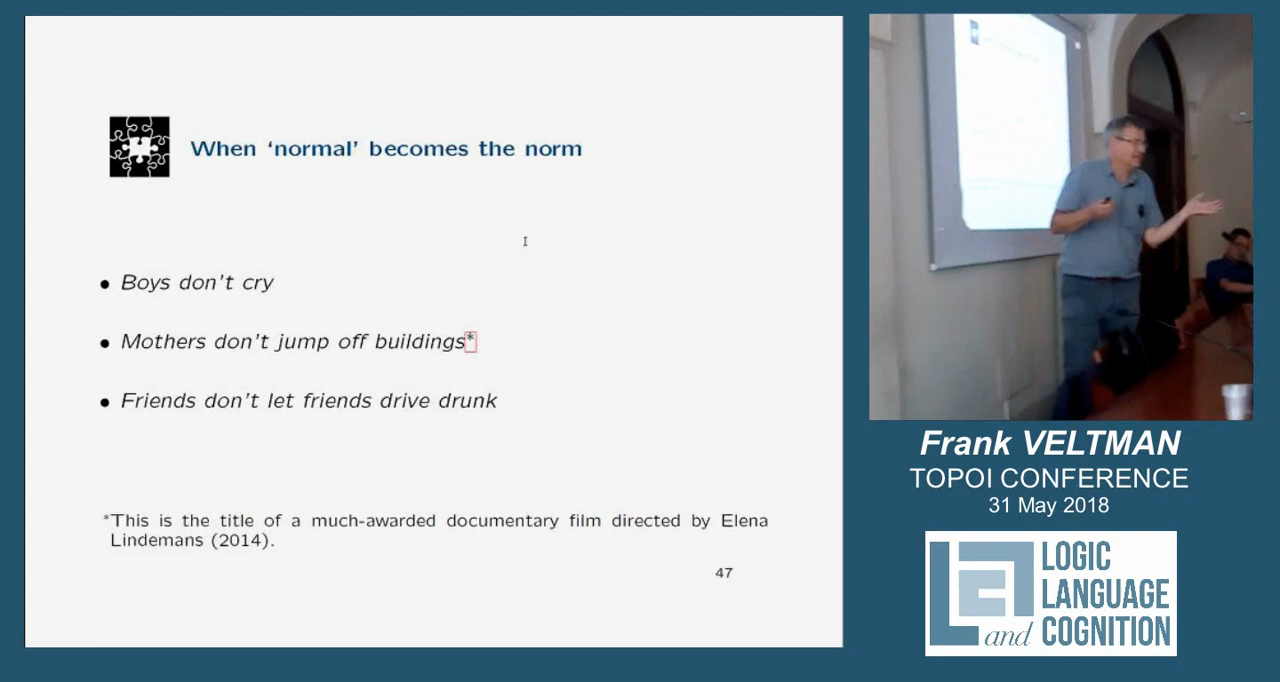 When ‘normal’ becomes the norm
• Boys don’t cry
• Mothers don’t jump off buildings*
• Friends don’t let friends drive drunk
*This is the title of a much-awarded documentary film directed by Elena
Lindemans (2014).
47
Frank VELTMAN
TOPOI CONFERENCE
31 May 2018
LOGIC
LANGUAGE
and COGNITION